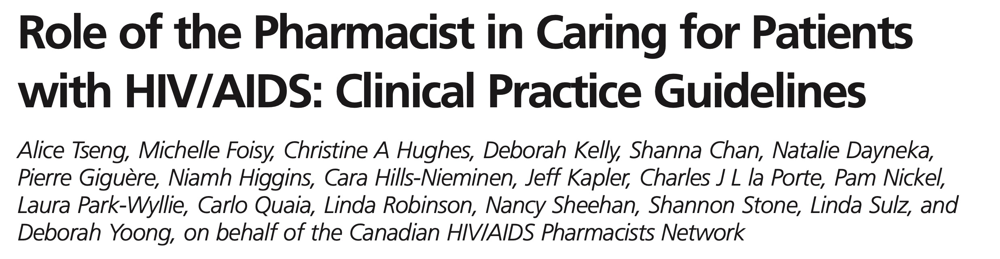 Role of the Pharmacist in Caring for Patients
with HIV/AIDS: Clinical Practice Guidelines
Alice Tseng, Michelle Foisy, Christine A Hughes, Deborah Kelly, Shanna Chan, Natalie Dayneka,
Pierre Giguère, Niamh Higgins, Cara Hills-Nieminen, Jeff Kapler, Charles J L la Porte, Pam Nickel,
Laura Park-Wyllie, Carlo Quaia, Linda Robinson, Nancy Sheehan, Shannon Stone, Linda Sulz, and
Deborah Yoong, on behalf of the Canadian HIV/AIDS Pharmacists Network